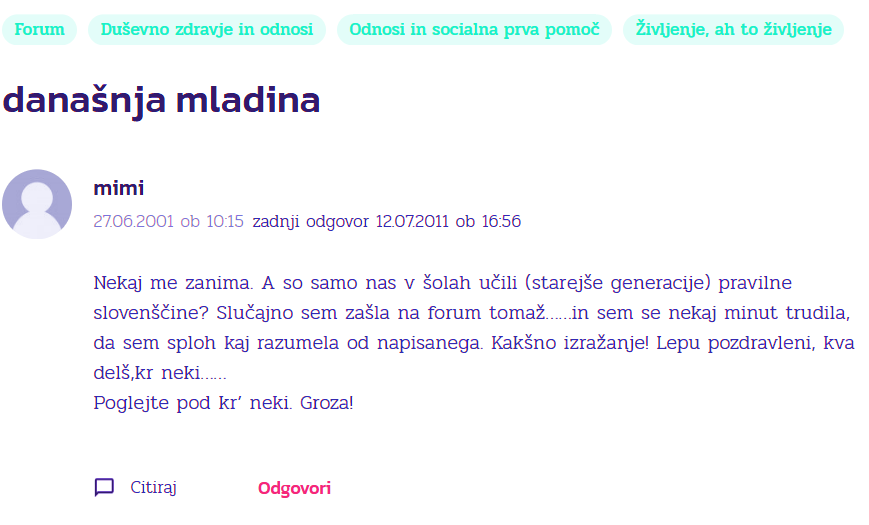 Forum Duševno zdravje in odnosi Odnosi in socialna prva pomoč Življenje, ah to življenje
današnja mladina
mimi
27.06.2001 ob 10:15 zadnji odgovor 12.07.2011 ob 16:56
Nekaj me zanima. A so samo nas v šolah učili (starejše generacije) pravilne
slovenščine? Slučajno sem zašla na forum tomaž……in sem se nekaj minut trudila,
da sem sploh kaj razumela od napisanega. Kakšno izražanje! Lepu pozdravleni, kva
delš,kr neki……
Poglejte pod kr’ neki. Groza!
Citiraj Odgovori